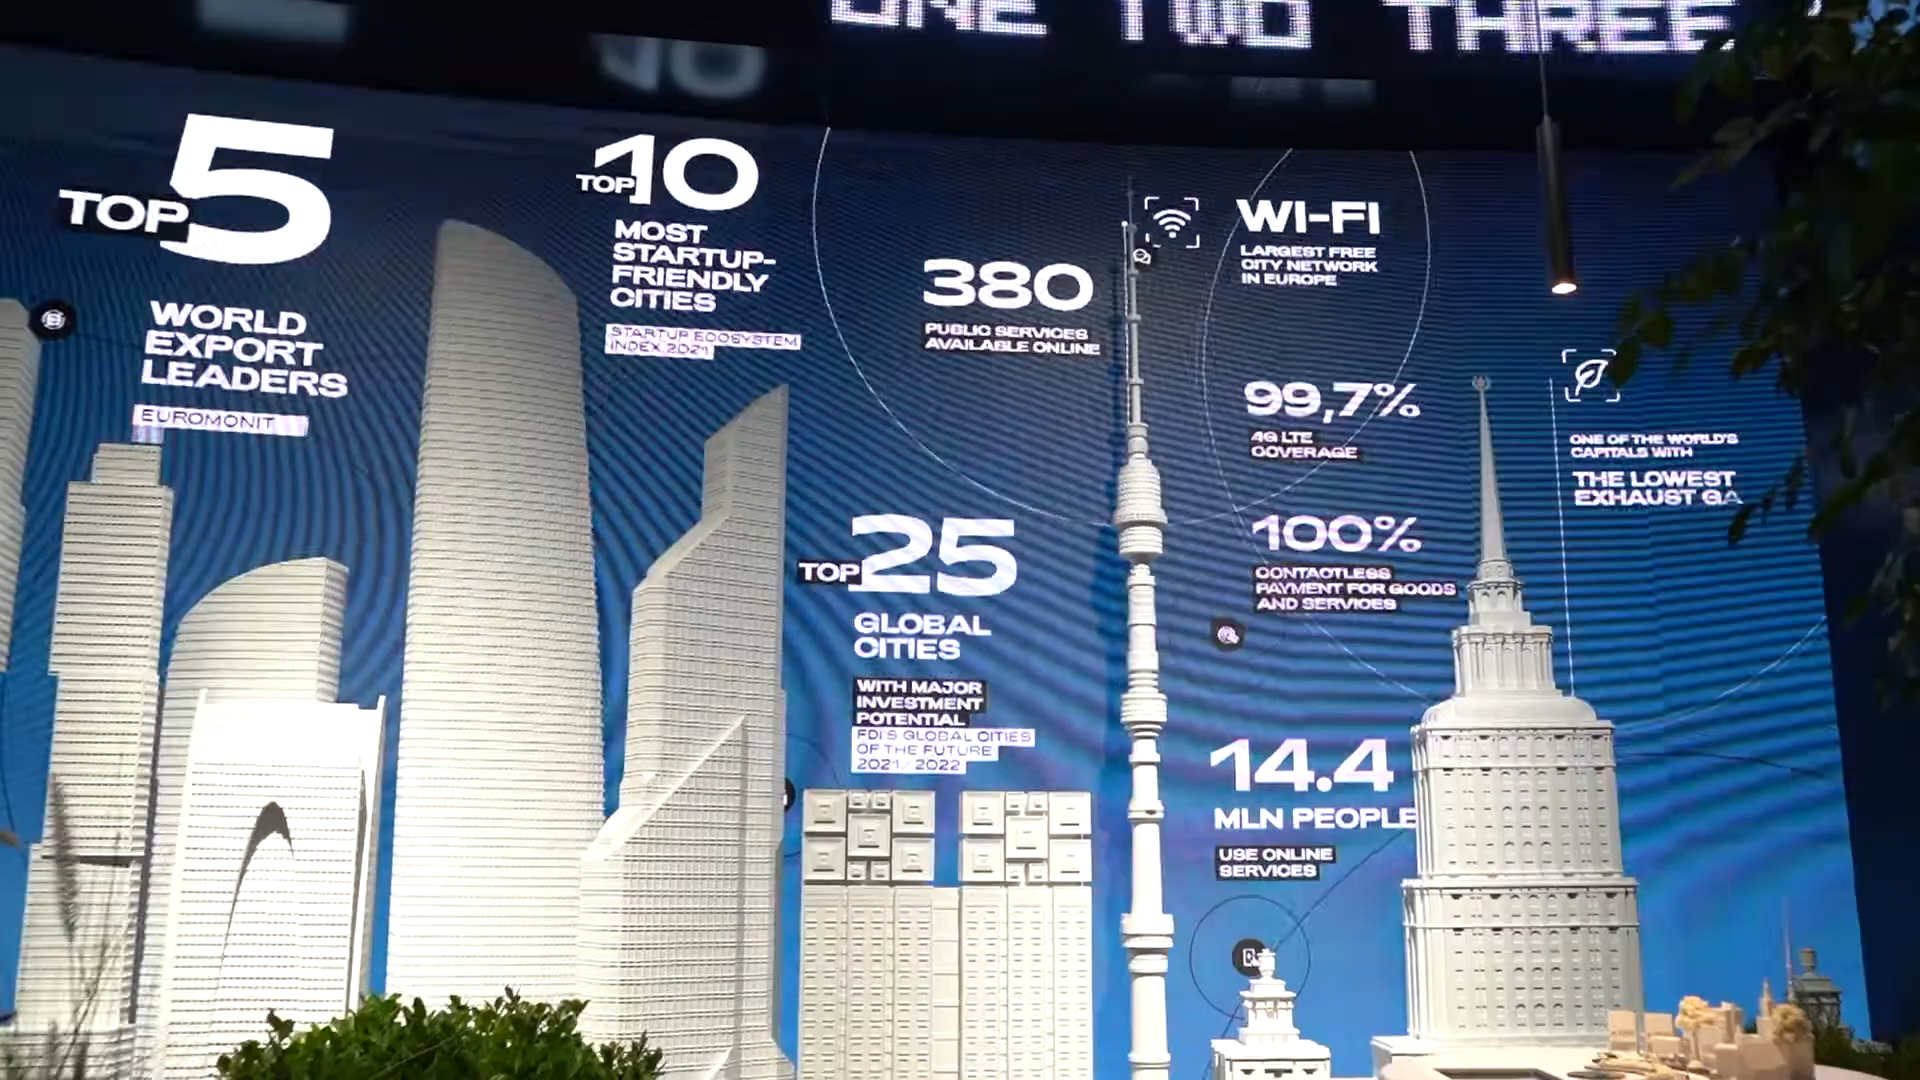 ONE TWO THREE
TOP 5
WORLD
EXPORT
LEADERS
EUROMONIT
TOP 10
MOST
STARTUP-
FRIENDLY
CITIES
STARTUP ECOSYSTEM
INDEX 2021
380
PUBLIC SERVICES
AVAILABLE ONLINE
TOP 25
GLOBAL
CITIES
WITH MAJOR
INVESTMENT
POTENTIAL
FDI'S GLOBAL CITIES
OF THE FUTURE
2021/2022
WI-FI
LARGEST FREE
CITY NETWORK
IN EUROPE
99,7%
4G LTE
COVERAGE
100%
CONTACTLESS
PAYMENT FOR GOODS
AND SERVICES
14.4
MLN PEOPLE
USE ONLINE
SERVICES
ONE OF THE WORLD'S
CAPITALS WITH
THE LOWEST
EXHAUST GA